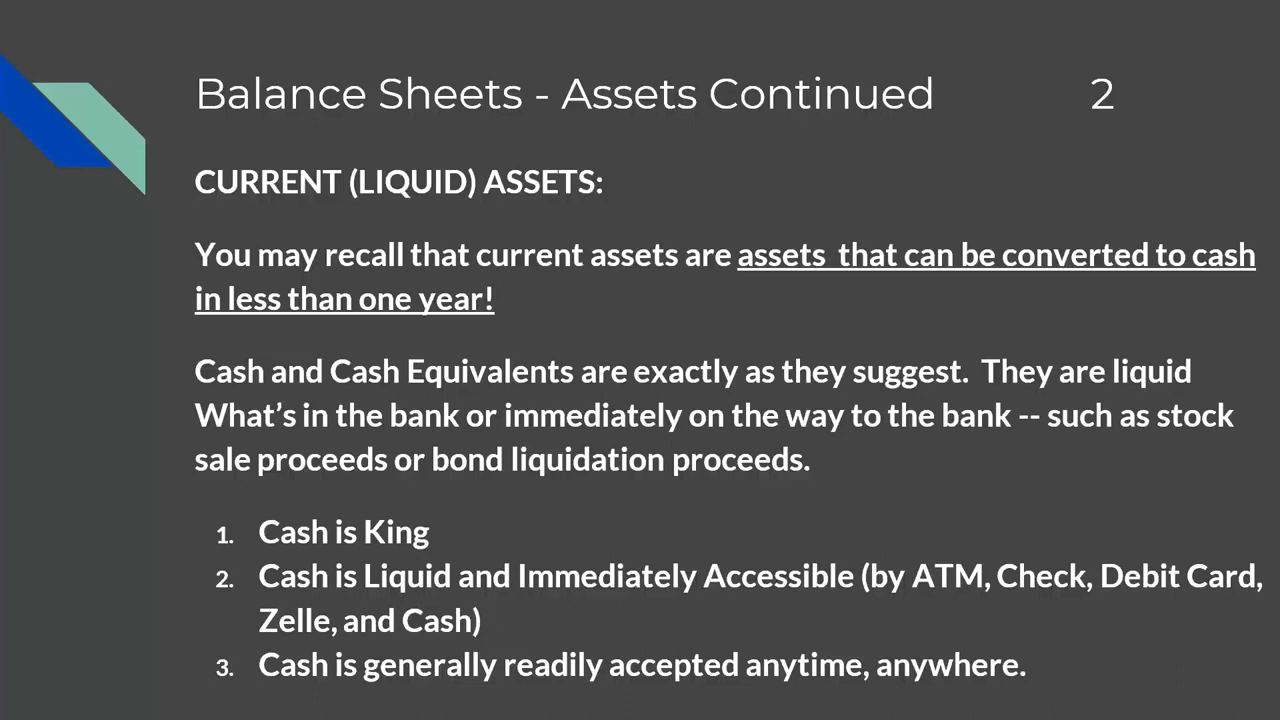 Balance Sheets - Assets Continued 2
CURRENT (LIQUID) ASSETS:
You may recall that current assets are assets  that can be converted to cash
in less than one year!
Cash and Cash Equivalents are exactly as they suggest.  They are liquid
What’s in the bank or immediately on the way to the bank -- such as stock
sale proceeds or bond liquidation proceeds.
1. Cash is King
2. Cash is Liquid and Immediately Accessible (by ATM, Check, Debit Card,
Zelle, and Cash)
3. Cash is generally readily accepted anytime, anywhere.